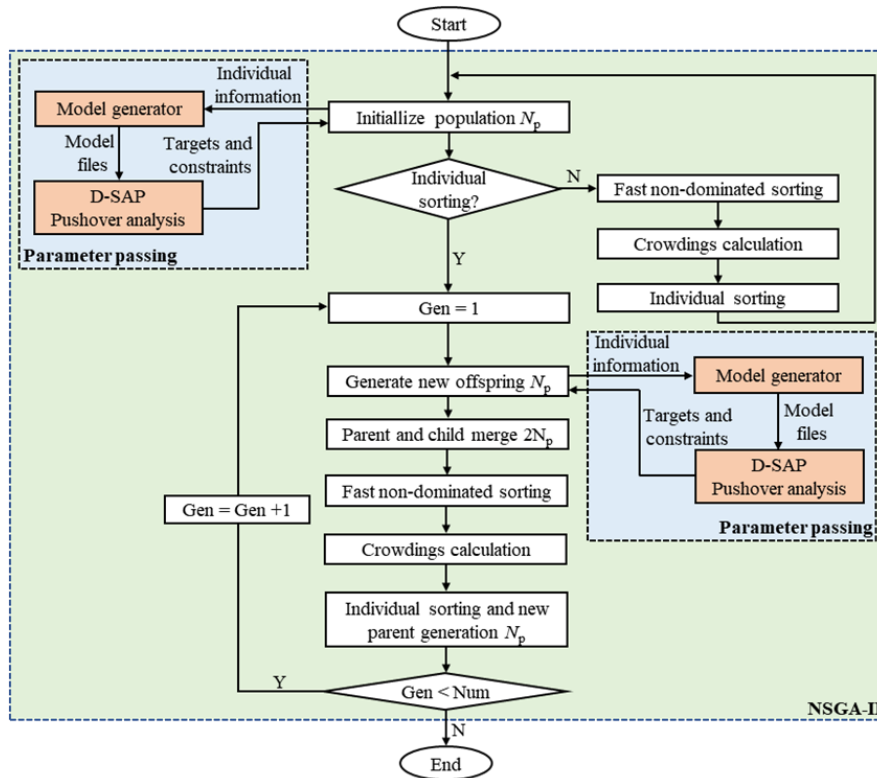 Start
Individual
information
Model generator
Initiallize population Np
Model
files
Targets and
constraints
D-SAP
Pushover analysis
Parameter passing
Individual
sorting?
N
Fast non-dominated sorting
Crowdings calculation
Individual sorting
Y
Gen = 1
Individual
information
Generate new offspring Np
Model generator
Targets and
constraints
Model
files
Parent and child merge 2Np
D-SAP
Pushover analysis
Fast non-dominated sorting
Gen = Gen +1
Parameter passing
Crowdings calculation
Individual sorting and new
parent generation Np
Y
Gen < Num
NSGA-II
N
End